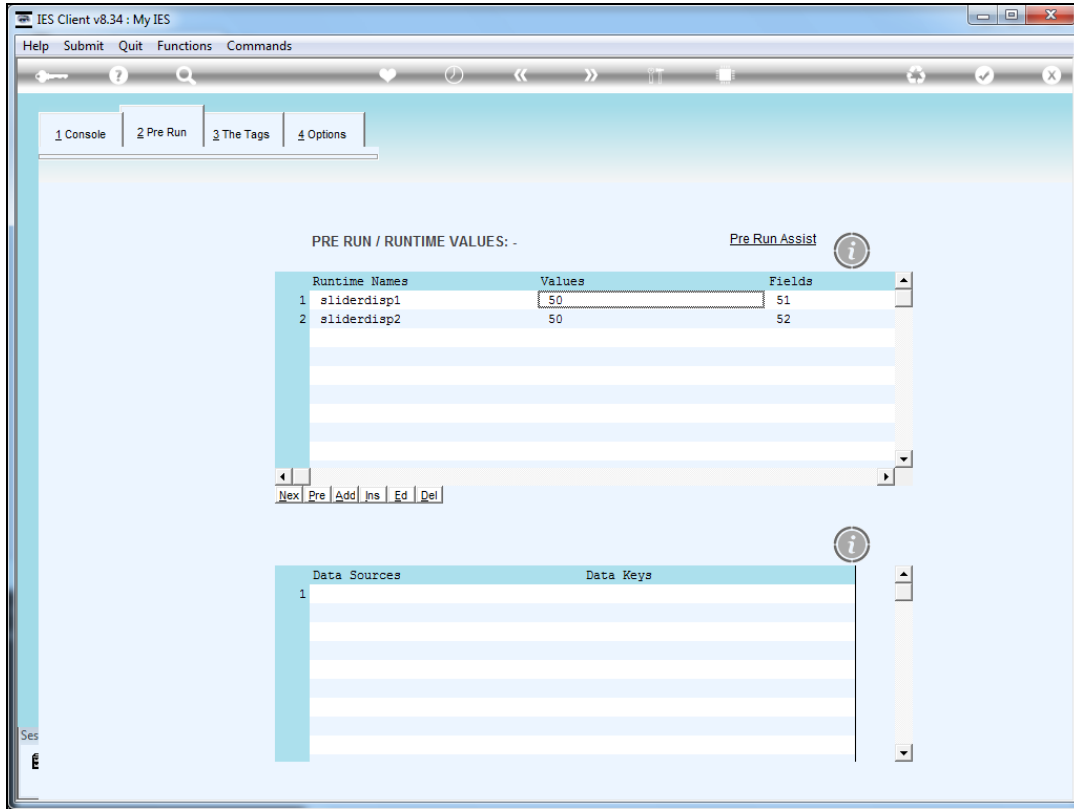 IES Client v8.34 : My IES
Help Submit Quit Functions Commands
1 Console 2 Pre Run 3 The Tags 4 Options
PRE RUN / RUNTIME VALUES: - Pre Run Assist
Runtime Names Values Fields
1 sliderdisp1 50 51
2 sliderdisp2 50 52
Nex Pre Add Ins Ed Del
Data Sources Data Keys
1
Ses